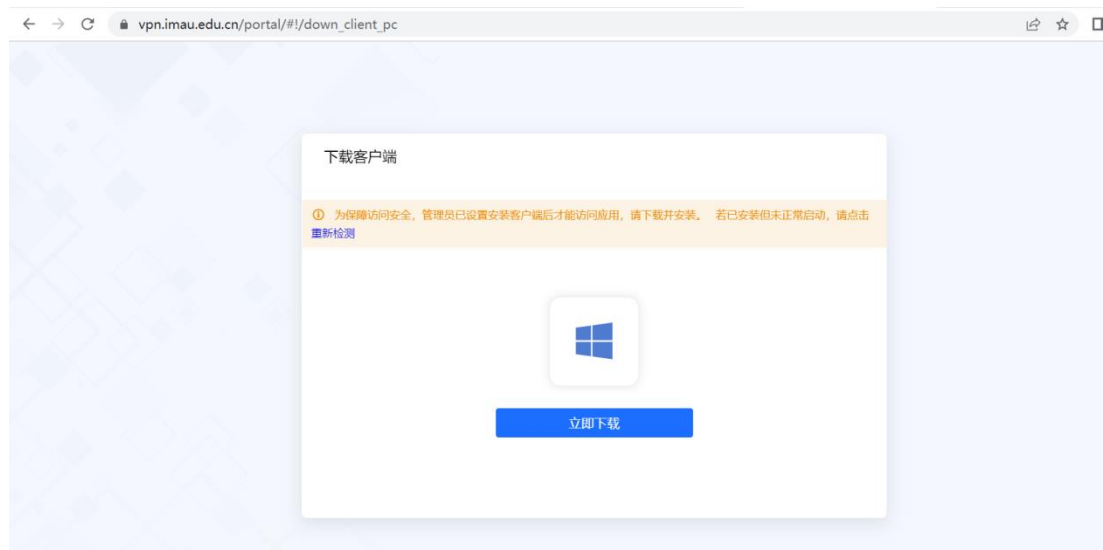 vpn.imau.edu.cn/portal/#!/down_client_pc
下载客户端
为保障访问安全，管理员已设置安装客户端后才能访问应用，请下载并安装。 若已安装但未正常启动，请点击
重新检测
立即下载